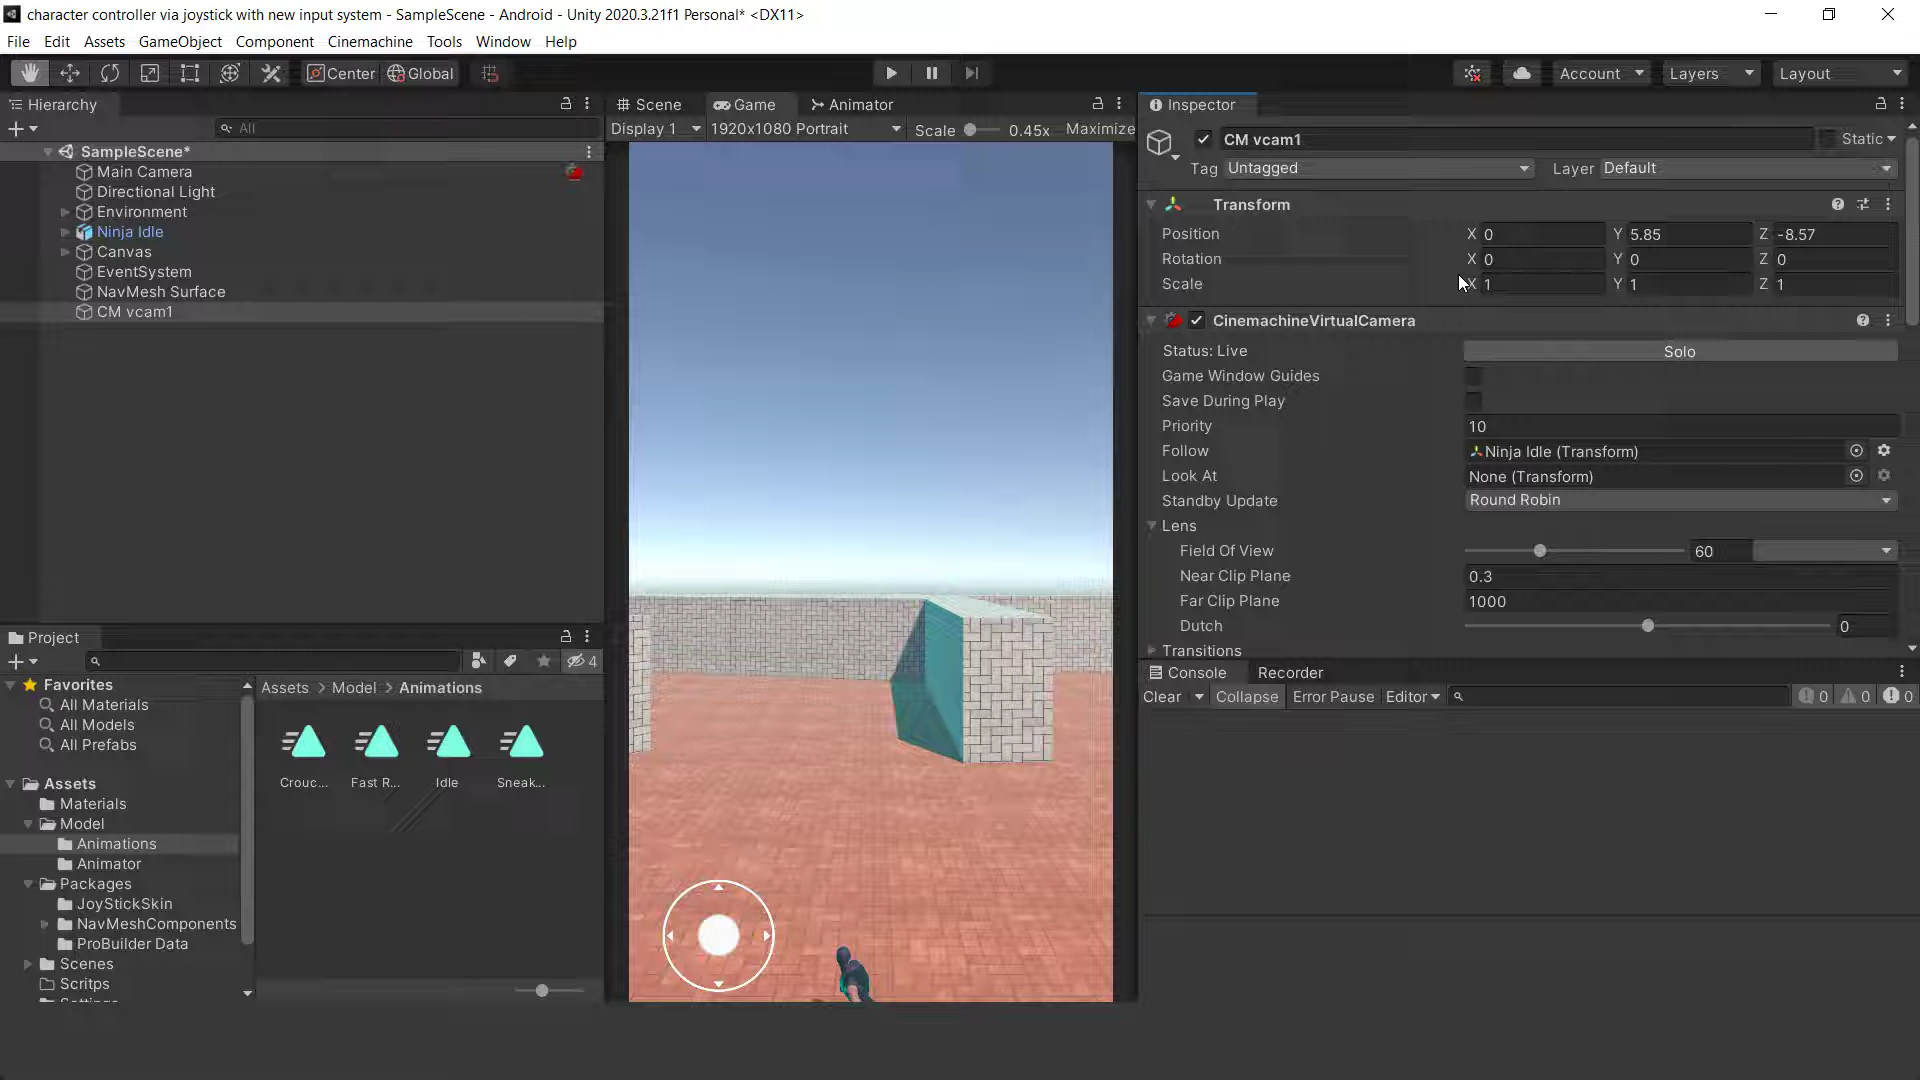 character controller via joystick with new input system - SampleScene - Android - Unity 2020.3.21f1 Personal* <DX11>
File Edit Assets GameObject Component Cinemachine Tools Window Help
Center Global Account Layers Layout
Hierarchy
All
SampleScene*
Main Camera
Directional Light
Environment
Ninja Idle
Canvas
EventSystem
NavMesh Surface
CM vcam1
Scene Game Animator
Display 1 1920x1080 Portrait Scale 0.45x Maximize
Inspector
CM vcam1 Static
Tag Untagged Layer Default
Transform
Position X 0 Y 5.85 Z -8.57
Rotation X 0 Y 0 Z 0
Scale X 1 Y 1 Z 1
CinemachineVirtualCamera
Status: Live Solo
Game Window Guides
Save During Play
Priority 10
Follow Ninja Idle (Transform)
Look At None (Transform)
Standby Update Round Robin
Lens
Field Of View 60
Near Clip Plane 0.3
Far Clip Plane 1000
Dutch 0
Transitions
Project
4
Favorites
All Materials
All Models
All Prefabs
Assets
Materials
Model
Animations
Animator
Packages
JoyStickSkin
NavMeshComponents
ProBuilder Data
Scenes
Scritps
Assets > Model > Animations
Crouc... Fast R... Idle Sneak...
Console Recorder
Clear Collapse Error Pause Editor 0 0 0